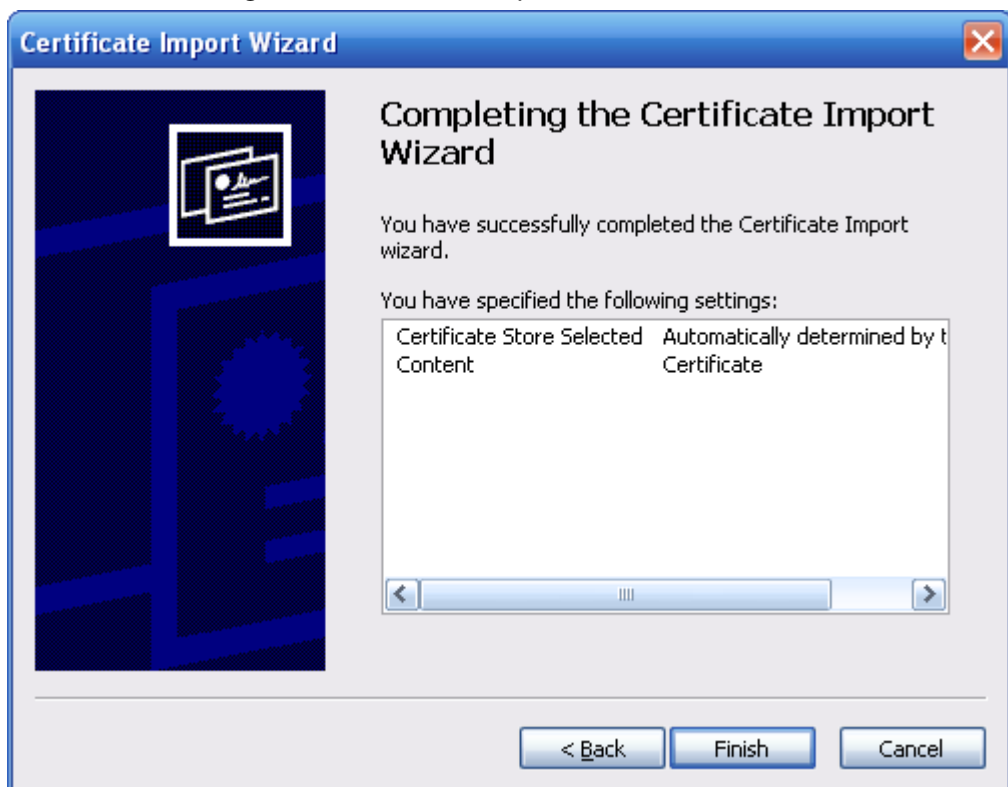 Certificate Import Wizard
Completing the Certificate Import
Wizard
You have successfully completed the Certificate Import
wizard.
You have specified the following settings:
Certificate Store Selected Automatically determined by t
Content Certificate
< Back Finish Cancel